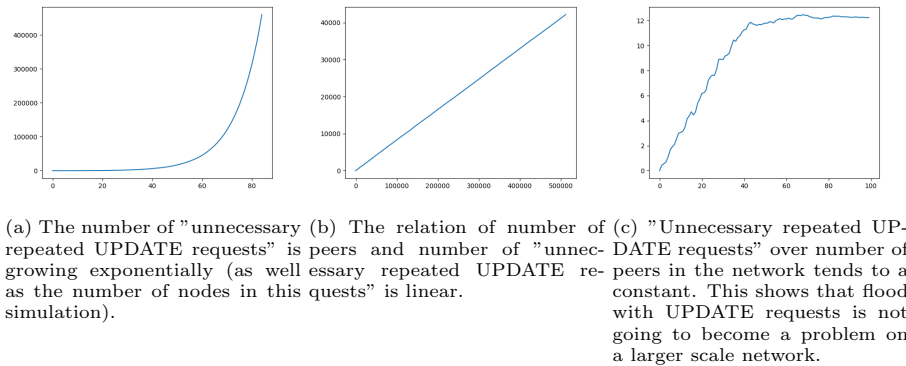 400000
300000
200000
100000
0
0 20 40 60 80
40000
30000
20000
10000
0
0 100000 200000 300000 400000 500000
12
10
8
6
4
2
0
0 20 40 60 80 100
(a) The number of "unnecessary
repeated UPDATE requests" is
growing exponentially (as well
as the number of nodes in this
simulation).
(b) The relation of number of
peers and number of "unnec-
essary repeated UPDATE re-
quests" is linear.
(c) "Unnecessary repeated UP-
DATE requests" over number of
peers in the network tends to a
constant. This shows that flood
with UPDATE requests is not
going to become a problem on
a larger scale network.